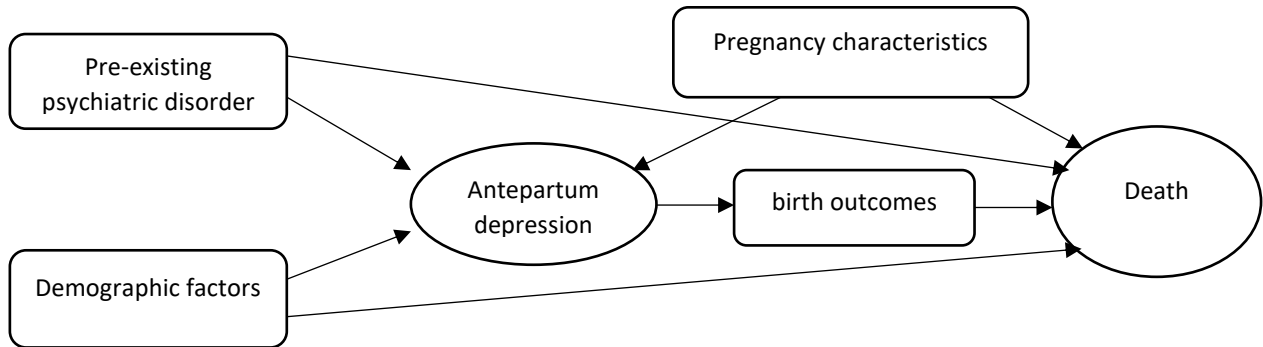 Pregnancy characteristics
Pre-existing
psychiatric disorder
Antepartum
depression
birth outcomes
Death
Demographic factors